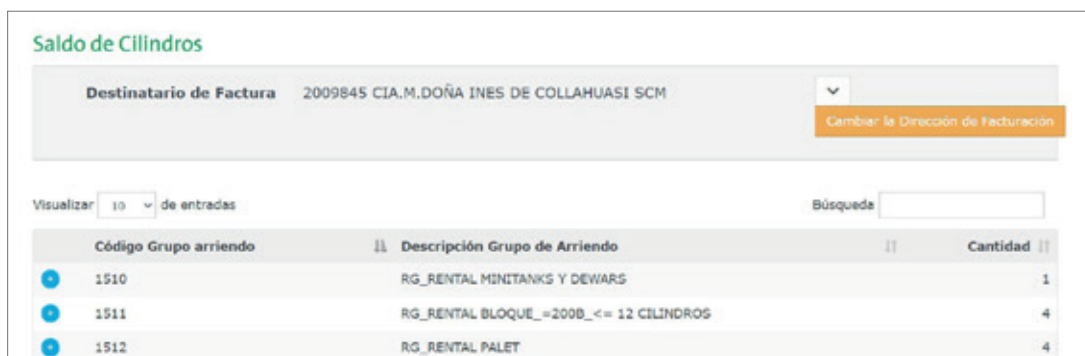 Saldo de Cilindros
Destinatario de Factura 2009845 CIA.M.DOÑA INES DE COLLAHUASI SCM
Cambiar la Dirección de Facturación
Visualizar 10 de entradas Búsqueda
Código Grupo arriendo Descripción Grupo de Arriendo Cantidad
1510 RG_RENTAL MINITANKS Y DEWARS 1
1511 RG_RENTAL BLOQUE_=200B_<= 12 CILINDROS 4
1512 RG_RENTAL PALET 4